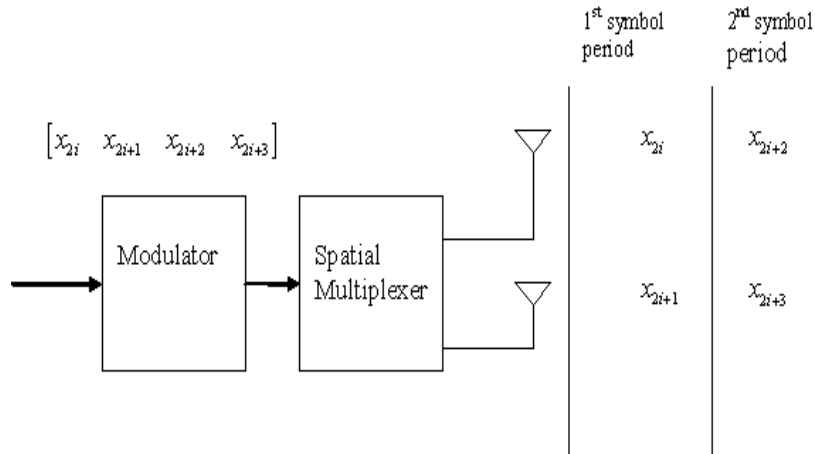 1st symbol period
2nd symbol period
[x2i x2i+1 x2i+2 x2i+3]
x2i x2i+2
Modulator
Spatial Multiplexer
x2i+1 x2i+3